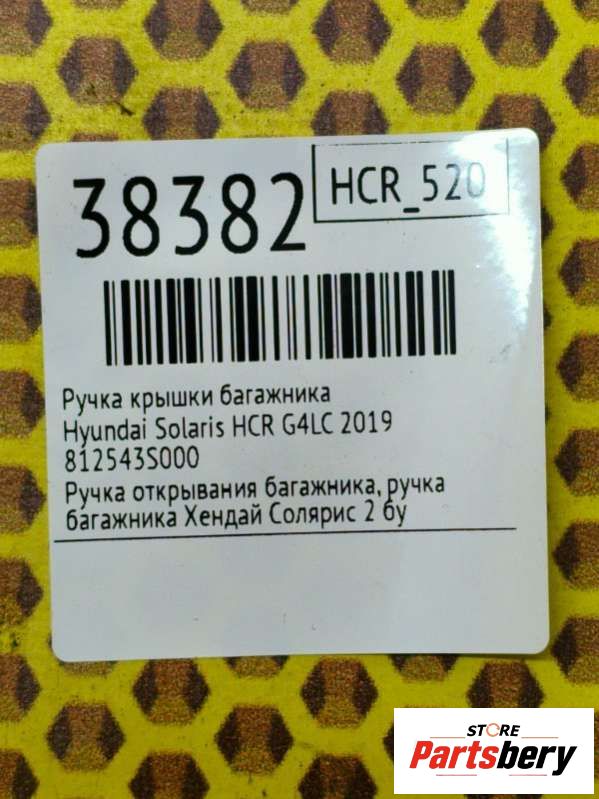 38382
HCR_520
Ручка крышки багажника
Hyundai Solaris HCR G4LC 2019
812543S000
Ручка открывания багажника, ручка
багажника Хендай Солярис 2 бу
STORE
Partsbery